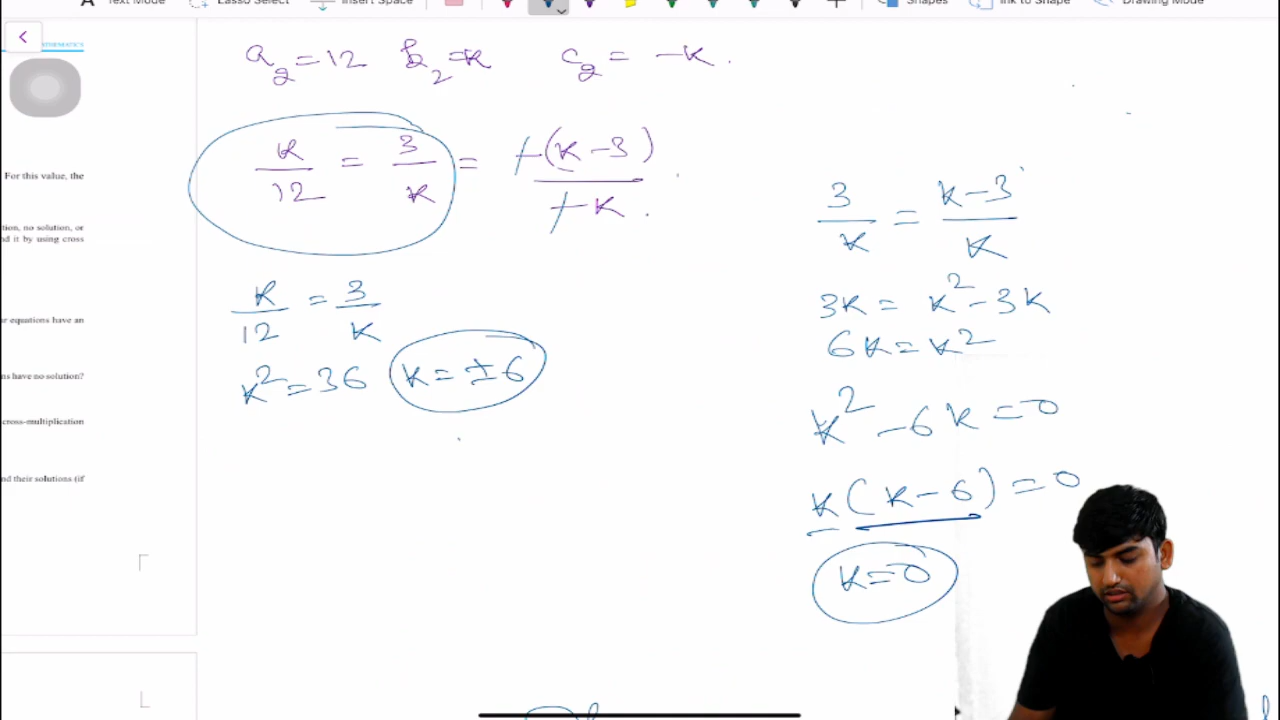 A Text Mode Lasso Select Insert Space Shapes Ink to Shape Drawing Mode
For this value, the
tion, no solution, or
nd it by using cross
ar equations have an
ns have no solution?
cross-multiplication
nd their solutions (if
a₂ = 12 b₂ = k c₂ = -k.
k/12 = 3/k = -(k-3)/-k.
k/12 = 3/k
k² = 36 k = ±6
3/k = k-3/k
3k = k² - 3k
6k = k²
k² - 6k = 0
k(k-6) = 0
k = 0